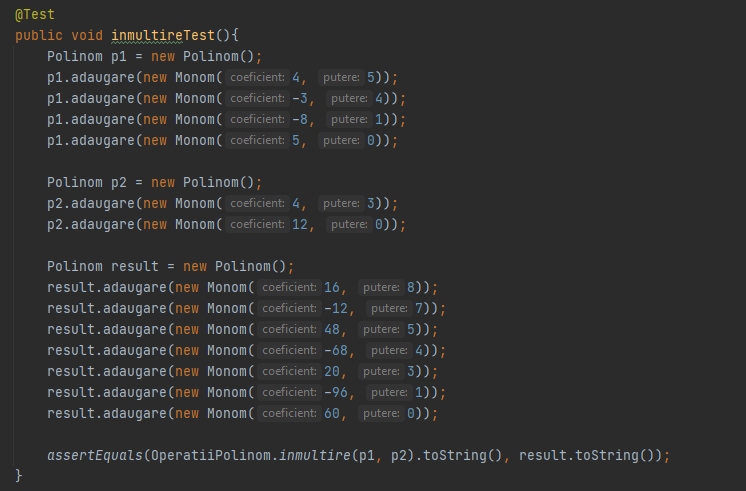 @Test
public void inmultireTest(){
Polinom p1 = new Polinom();
p1.adaugare(new Monom( coeficient: 4, putere: 5));
p1.adaugare(new Monom( coeficient: -3, putere: 4));
p1.adaugare(new Monom( coeficient: -8, putere: 1));
p1.adaugare(new Monom( coeficient: 5, putere: 0));
Polinom p2 = new Polinom();
p2.adaugare(new Monom( coeficient: 4, putere: 3));
p2.adaugare(new Monom( coeficient: 12, putere: 0));
Polinom result = new Polinom();
result.adaugare(new Monom( coeficient: 16, putere: 8));
result.adaugare(new Monom( coeficient: -12, putere: 7));
result.adaugare(new Monom( coeficient: 48, putere: 5));
result.adaugare(new Monom( coeficient: -68, putere: 4));
result.adaugare(new Monom( coeficient: 20, putere: 3));
result.adaugare(new Monom( coeficient: -96, putere: 1));
result.adaugare(new Monom( coeficient: 60, putere: 0));
assertEquals(OperatiiPolinom.inmultire(p1, p2).toString(), result.toString());
}